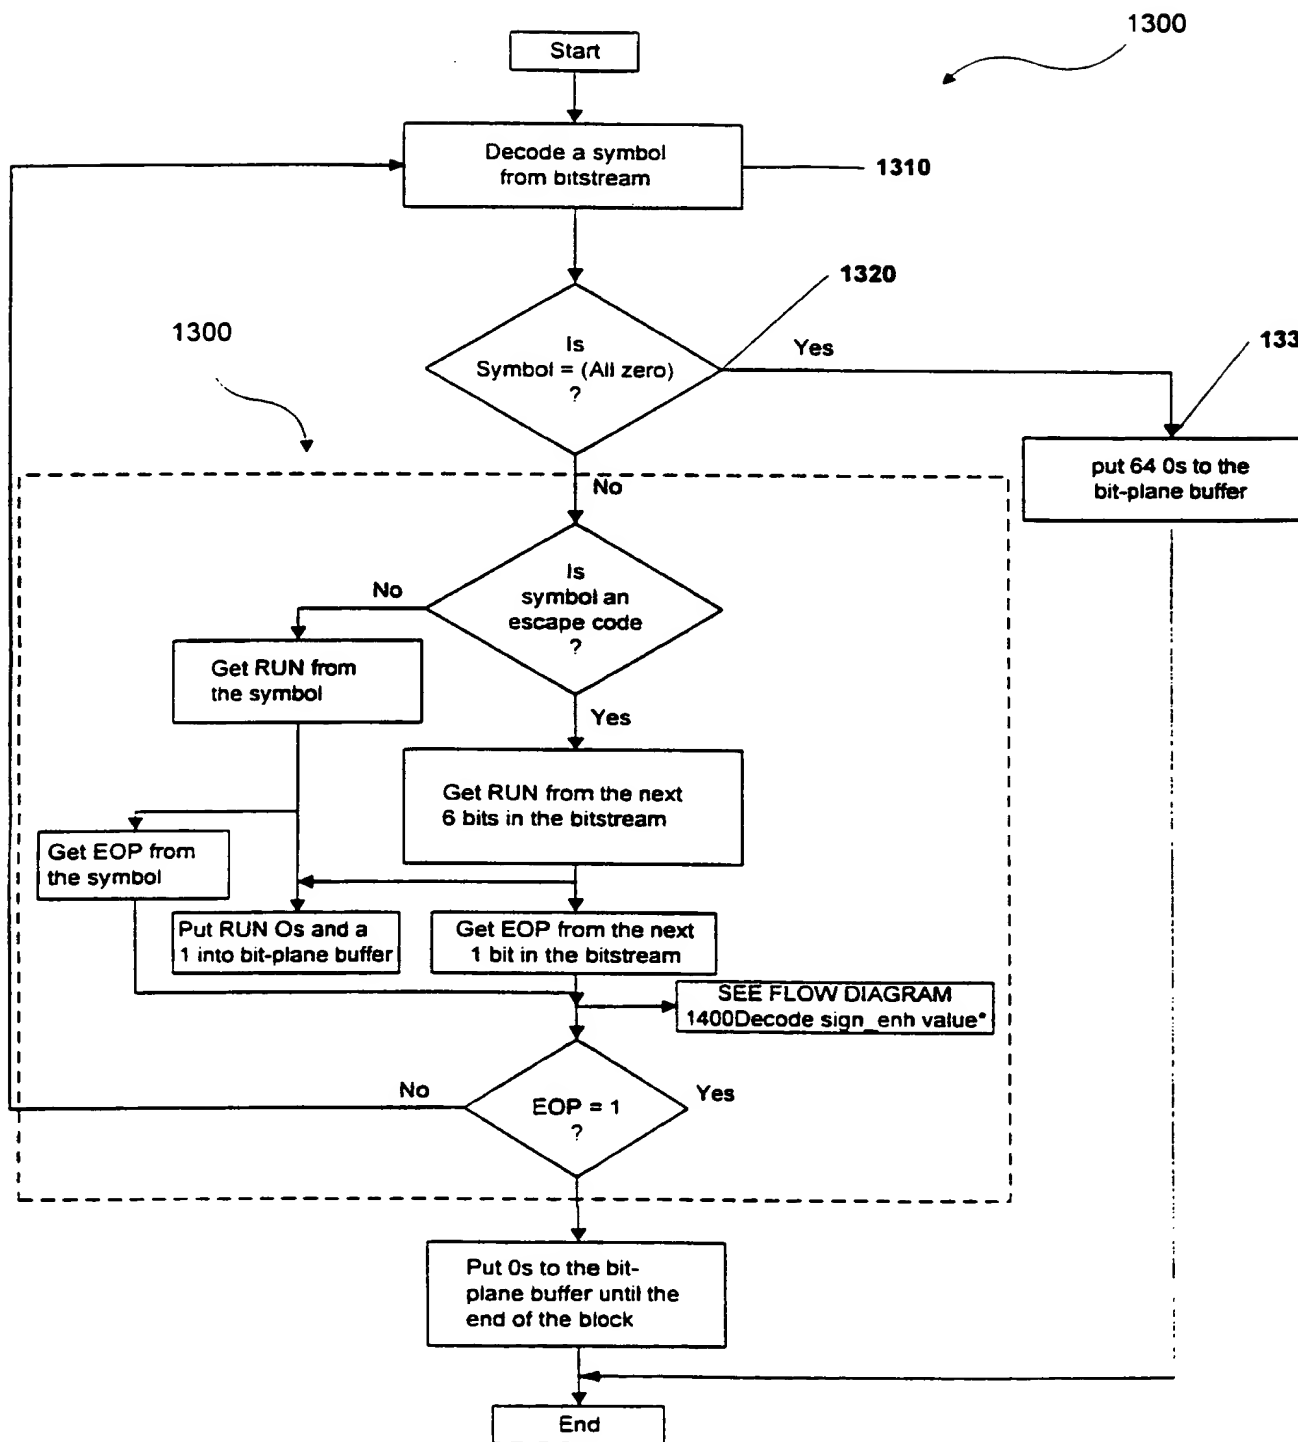 1300
Start
Decode a symbol
from bitstream
1310
1320
1300
Is
Symbol = (All zero)
?
Yes
133
put 64 0s to the
bit-plane buffer
No
Is
symbol an
escape code
?
No
Get RUN from
the symbol
Yes
Get RUN from the next
6 bits in the bitstream
Get EOP from
the symbol
Put RUN Os and a
1 into bit-plane buffer
Get EOP from the next
1 bit in the bitstream
SEE FLOW DIAGRAM
1400Decode sign_enh value*
No
EOP = 1
?
Yes
Put 0s to the bit-
plane buffer until the
end of the block
End